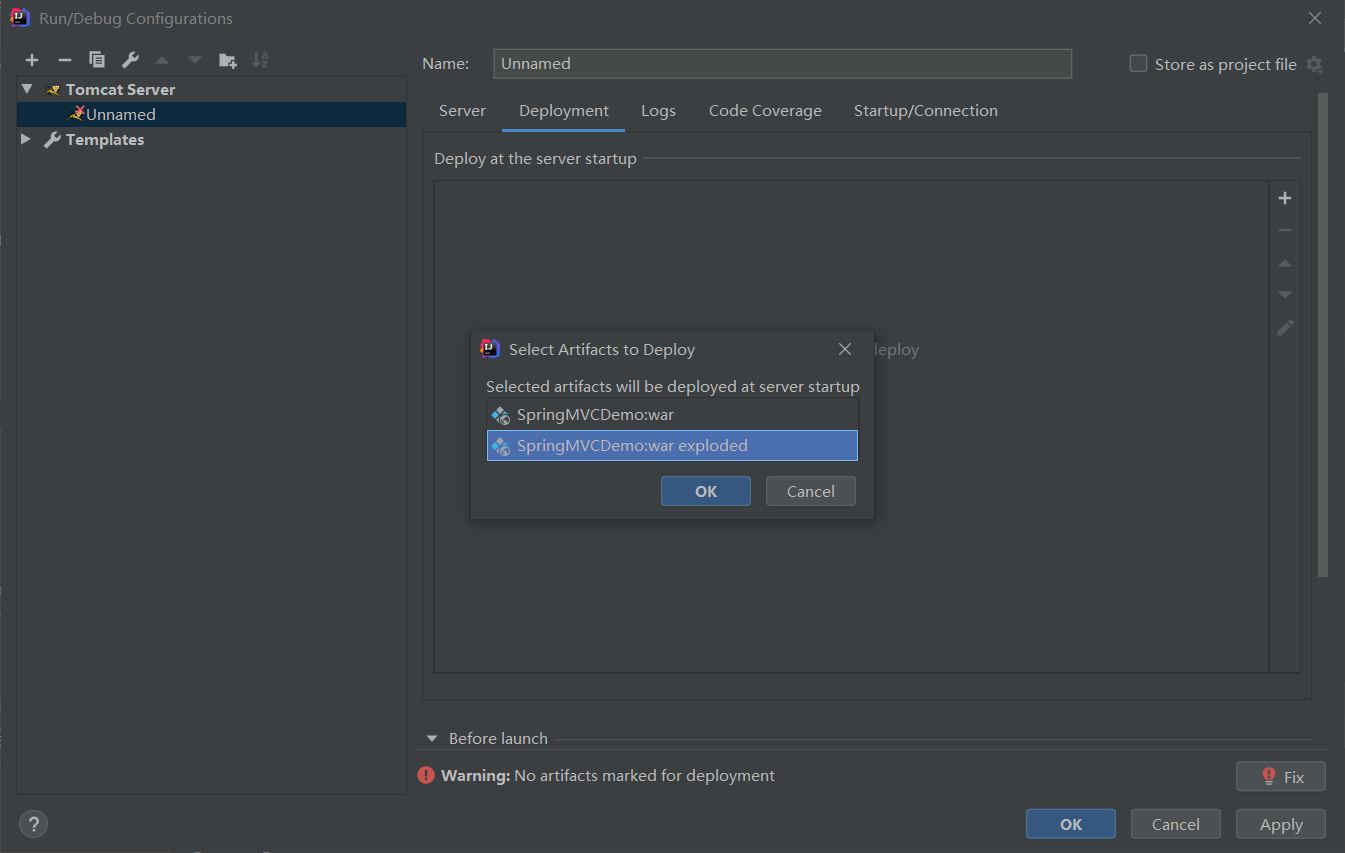 Run/Debug Configurations
Name: Unnamed
Store as project file
Tomcat Server
Unnamed
Templates
Server Deployment Logs Code Coverage Startup/Connection
Deploy at the server startup
deploy
Select Artifacts to Deploy
Selected artifacts will be deployed at server startup
SpringMVCDemo:war
SpringMVCDemo:war exploded
OK Cancel
Before launch
Warning: No artifacts marked for deployment
Fix
?
OK Cancel Apply